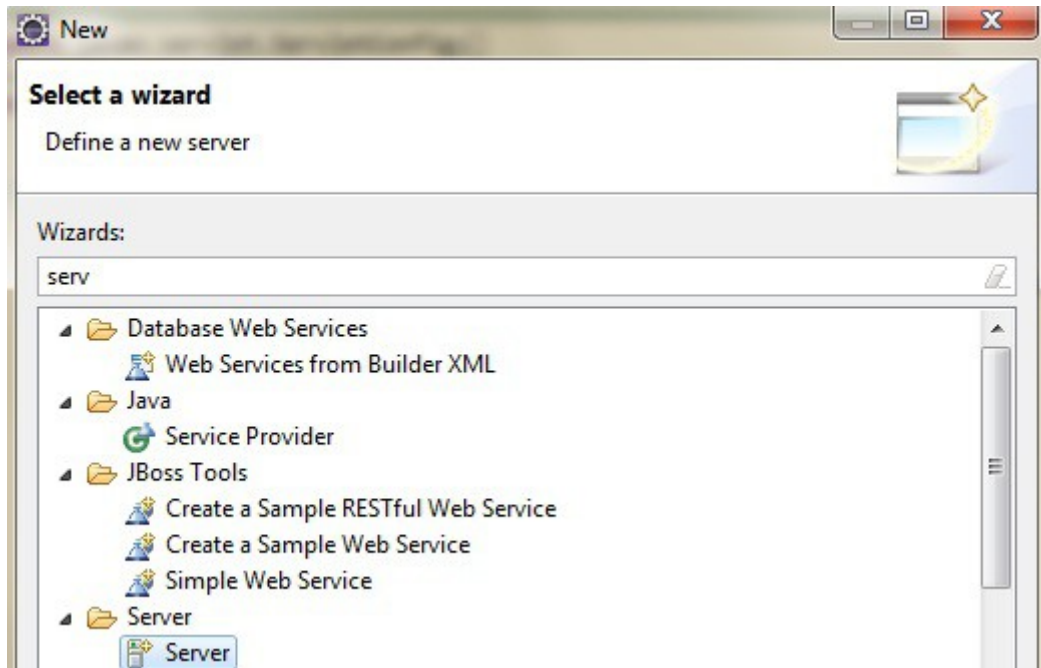 New
Select a wizard
Define a new server
Wizards:
serv
Database Web Services
Web Services from Builder XML
Java
Service Provider
JBoss Tools
Create a Sample RESTful Web Service
Create a Sample Web Service
Simple Web Service
Server
Server